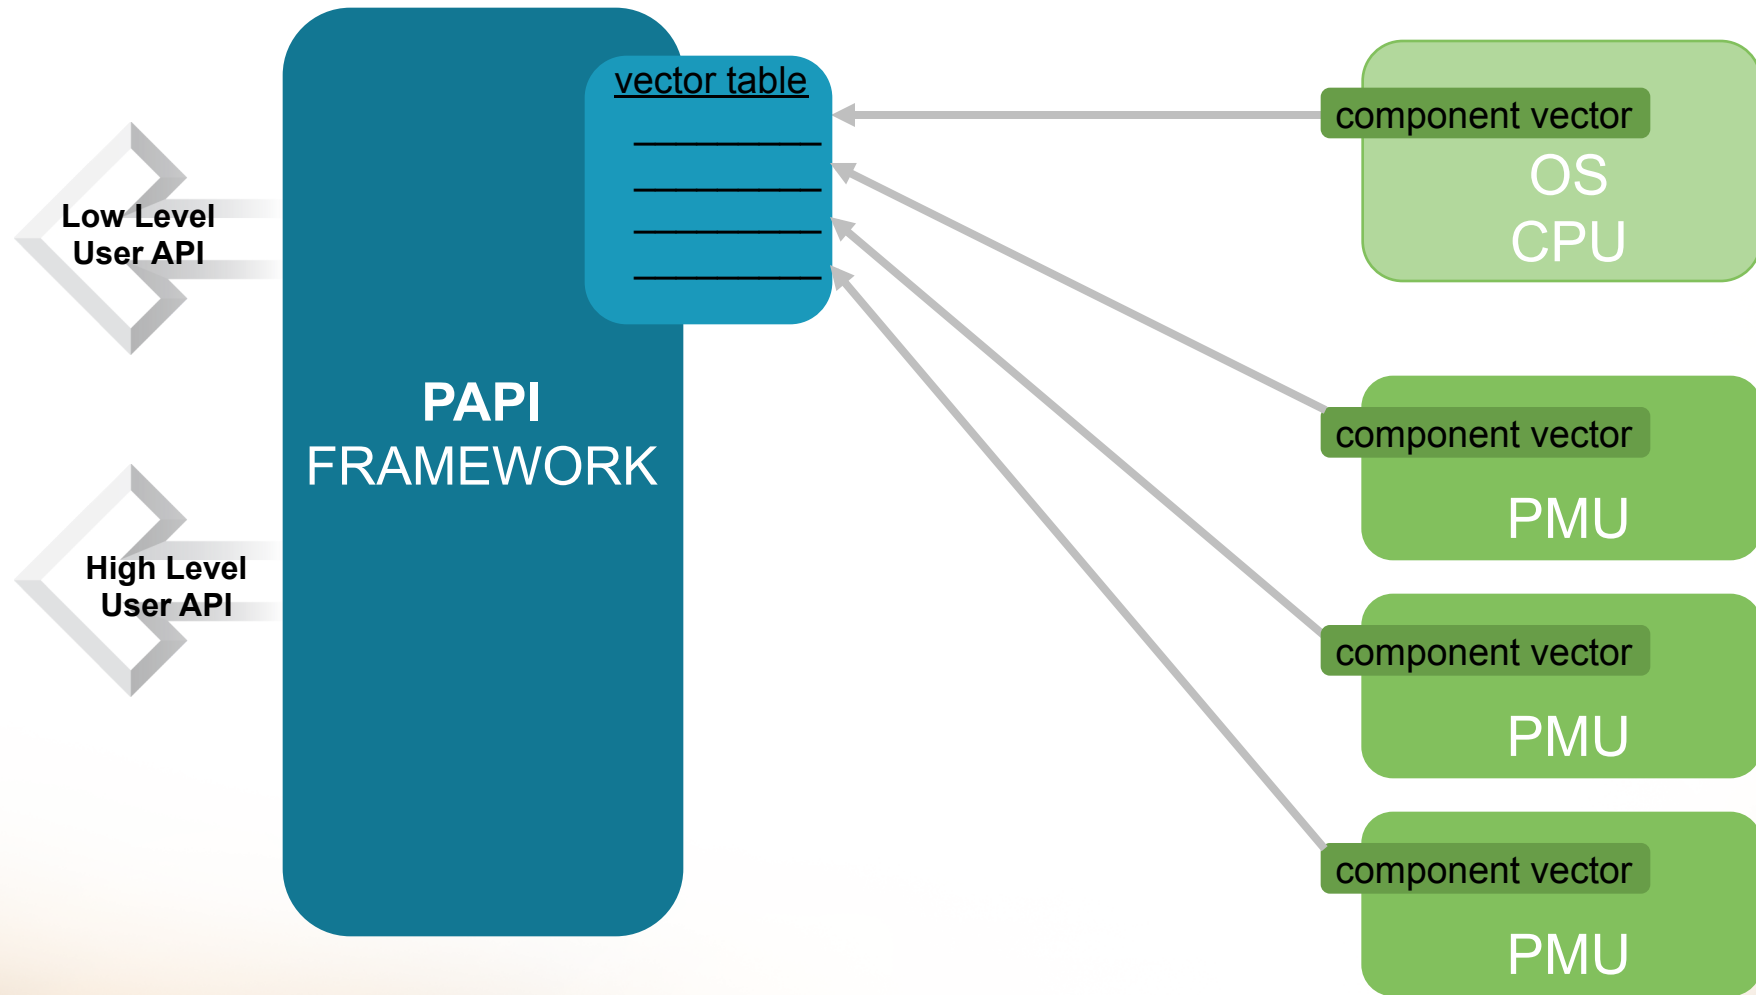 Low Level
User API
High Level
User API
PAPI
FRAMEWORK
vector table
component vector
OS
CPU
component vector
PMU
component vector
PMU
component vector
PMU